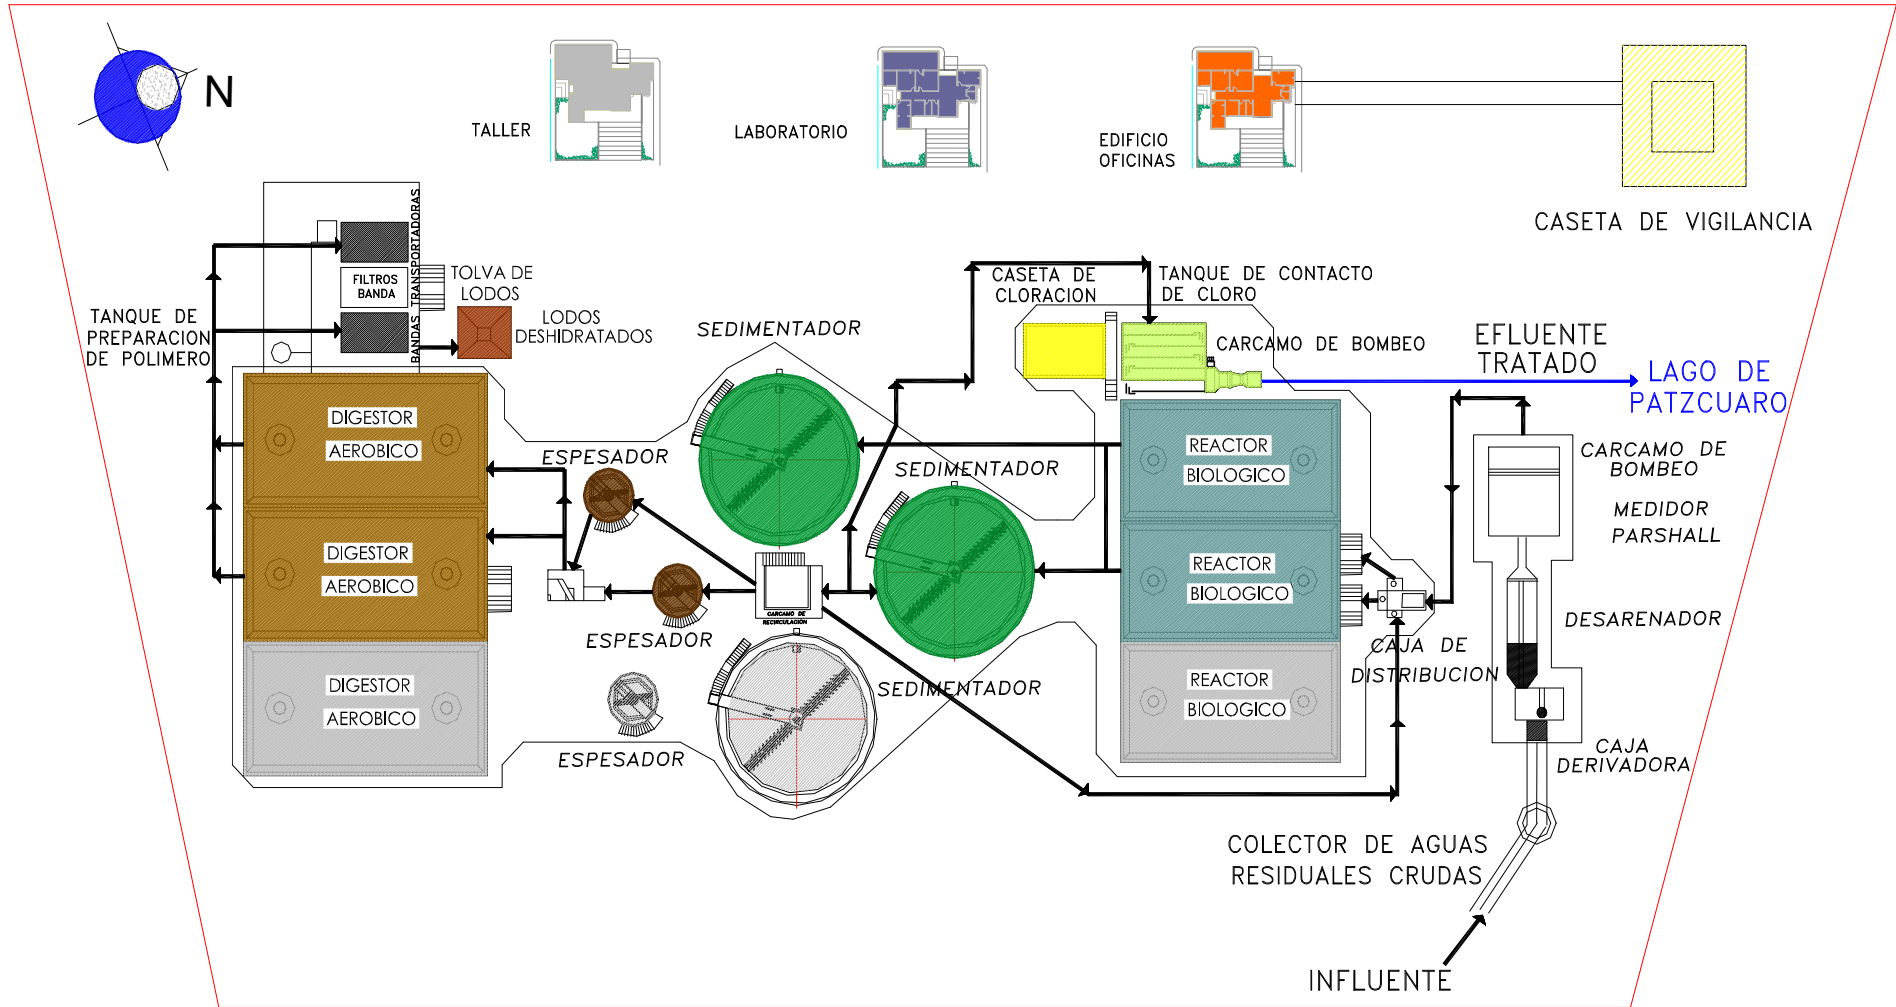 N
TALLER
LABORATORIO
EDIFICIO
OFICINAS
CASETA DE VIGILANCIA
BANDAS TRANSPORTADORAS
FILTROS
BANDA
TOLVA DE
LODOS
LODOS
DESHIDRATADOS
TANQUE DE
PREPARACION
DE POLIMERO
SEDIMENTADOR
CASETA DE
CLORACION
TANQUE DE CONTACTO
DE CLORO
CARCAMO DE BOMBEO
EFLUENTE
TRATADO
LAGO DE
PATZCUARO
DIGESTOR
AEROBICO
ESPESADOR
SEDIMENTADOR
REACTOR
BIOLOGICO
CARCAMO DE
BOMBEO
MEDIDOR
PARSHALL
DIGESTOR
AEROBICO
REACTOR
BIOLOGICO
CARCAMO DE
RECIRCULACIÓN
ESPESADOR
DESARENADOR
CAJA DE
DISTRIBUCION
DIGESTOR
AEROBICO
SEDIMENTADOR
REACTOR
BIOLOGICO
ESPESADOR
CAJA
DERIVADORA
COLECTOR DE AGUAS
RESIDUALES CRUDAS
INFLUENTE